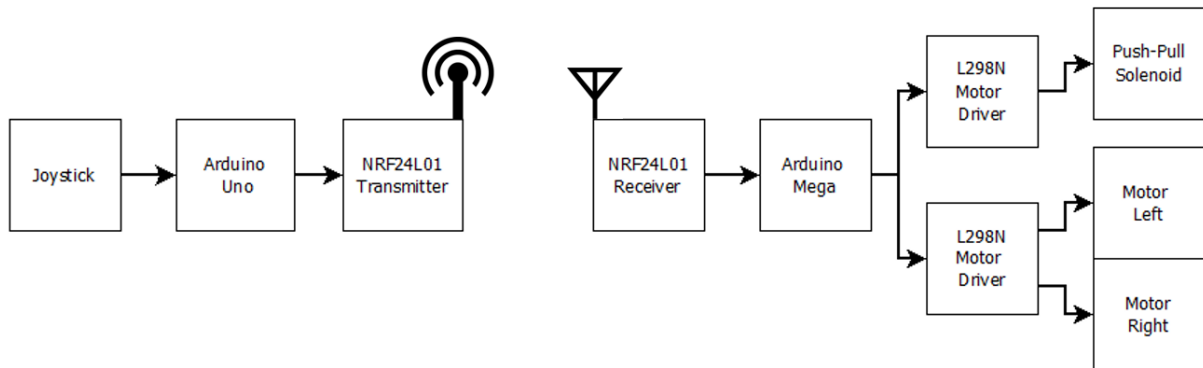 Joystick
Arduino
Uno
NRF24L01
Transmitter
NRF24L01
Receiver
Arduino
Mega
L298N
Motor
Driver
Push-Pull
Solenoid
L298N
Motor
Driver
Motor
Left
Motor
Right